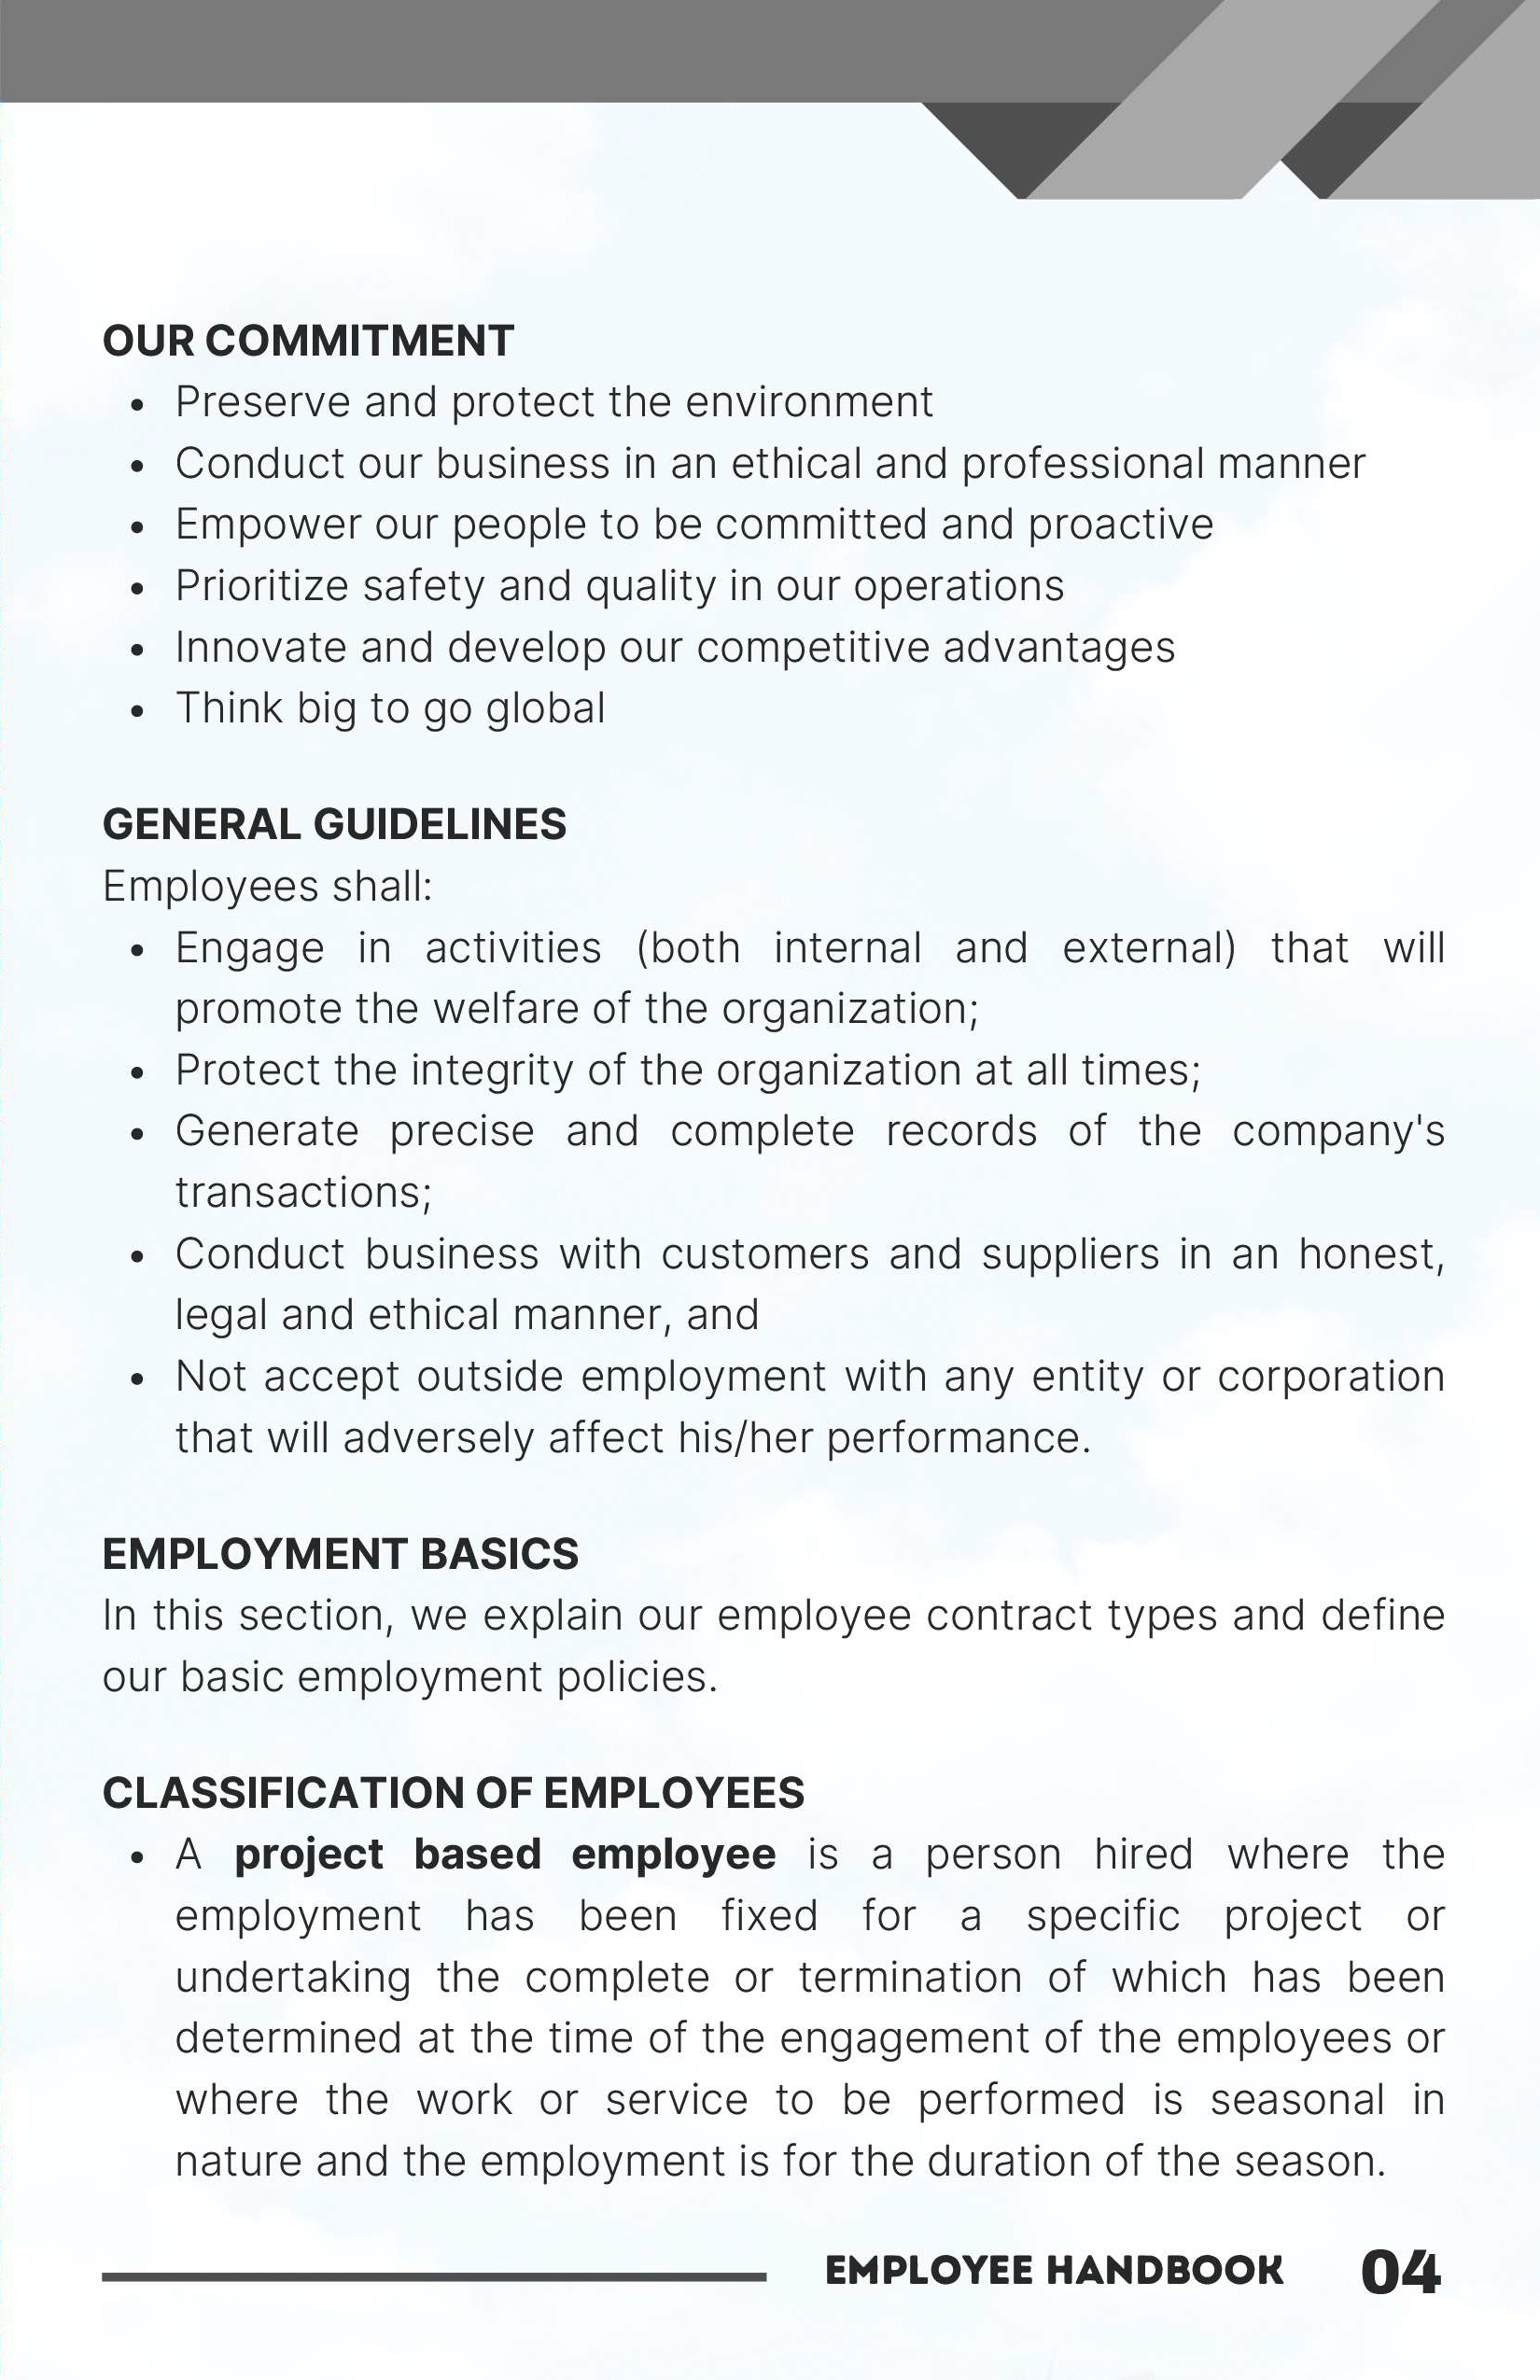 OUR COMMITMENT
• Preserve and protect the environment
• Conduct our business in an ethical and professional manner
• Empower our people to be committed and proactive
• Prioritize safety and quality in our operations
• Innovate and develop our competitive advantages
• Think big to go global
GENERAL GUIDELINES
Employees shall:
• Engage in activities (both internal and external) that will
promote the welfare of the organization;
• Protect the integrity of the organization at all times;
• Generate precise and complete records of the company's
transactions;
• Conduct business with customers and suppliers in an honest,
legal and ethical manner, and
• Not accept outside employment with any entity or corporation
that will adversely affect his/her performance.
EMPLOYMENT BASICS
In this section, we explain our employee contract types and define
our basic employment policies.
CLASSIFICATION OF EMPLOYEES
• A project based employee is a person hired where the
employment has been fixed for a specific project or
undertaking the complete or termination of which has been
determined at the time of the engagement of the employees or
where the work or service to be performed is seasonal in
nature and the employment is for the duration of the season.
EMPLOYEE HANDBOOK 04